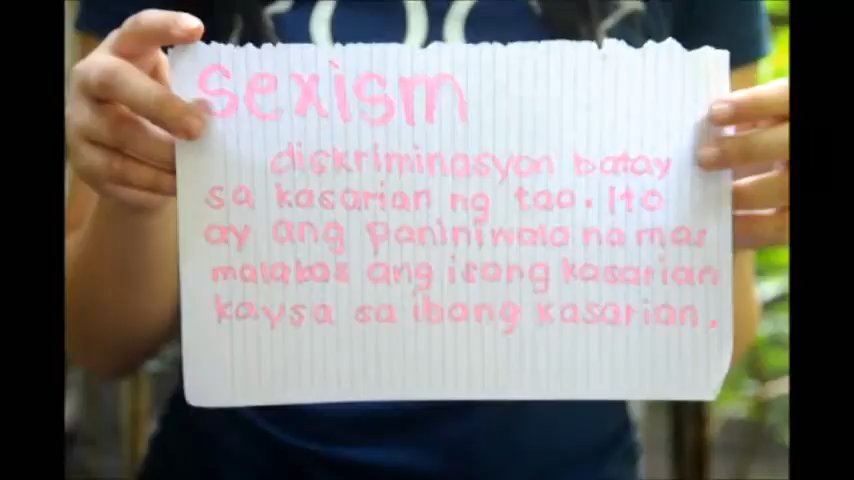 sexism
diskriminasyon batay
sa kasarian ng tao. Ito
ay ang paniniwala na mas
malakas ang isang kasarian
kaysa sa ibang kasarian.